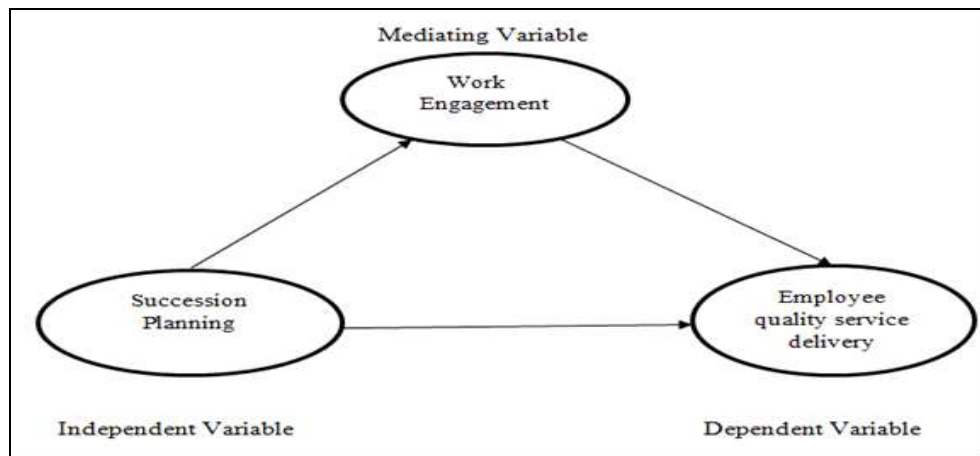 Mediating Variable
Work
Engagement
Succession
Planning
Employee
quality service
delivery
Independent Variable
Dependent Variable